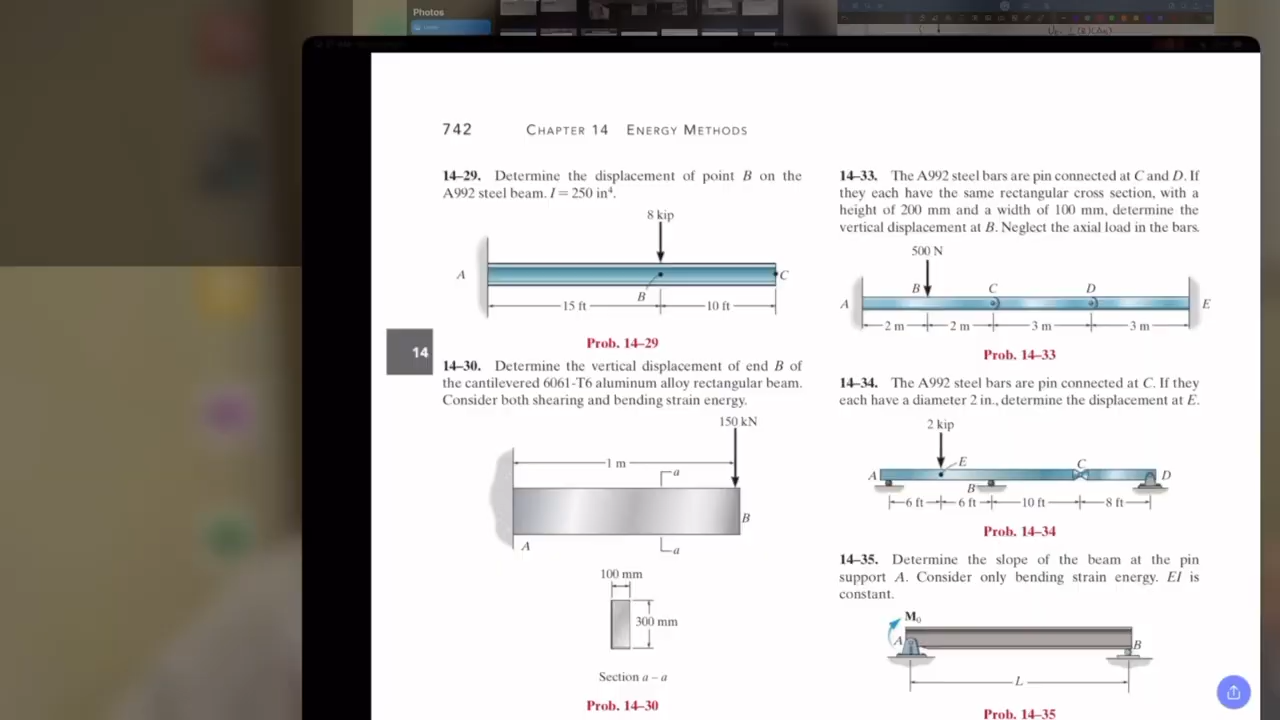 Photos
742 CHAPTER 14 ENERGY METHODS
14–29. Determine the displacement of point B on the
A992 steel beam. I = 250 in⁴.
8 kip
A
C
B
15 ft
10 ft
Prob. 14–29
14
14–30. Determine the vertical displacement of end B of
the cantilevered 6061-T6 aluminum alloy rectangular beam.
Consider both shearing and bending strain energy.
150 kN
1 m
a
B
A
a
100 mm
300 mm
Section a – a
Prob. 14–30
14–33. The A992 steel bars are pin connected at C and D. If
they each have the same rectangular cross section, with a
height of 200 mm and a width of 100 mm, determine the
vertical displacement at B. Neglect the axial load in the bars.
500 N
B C D
A E
2 m 2 m 3 m 3 m
Prob. 14–33
14–34. The A992 steel bars are pin connected at C. If they
each have a diameter 2 in., determine the displacement at E.
2 kip
E C
A D
B
6 ft 6 ft 10 ft 8 ft
Prob. 14–34
14–35. Determine the slope of the beam at the pin
support A. Consider only bending strain energy. EI is
constant.
M₀
A B
L
Prob. 14–35